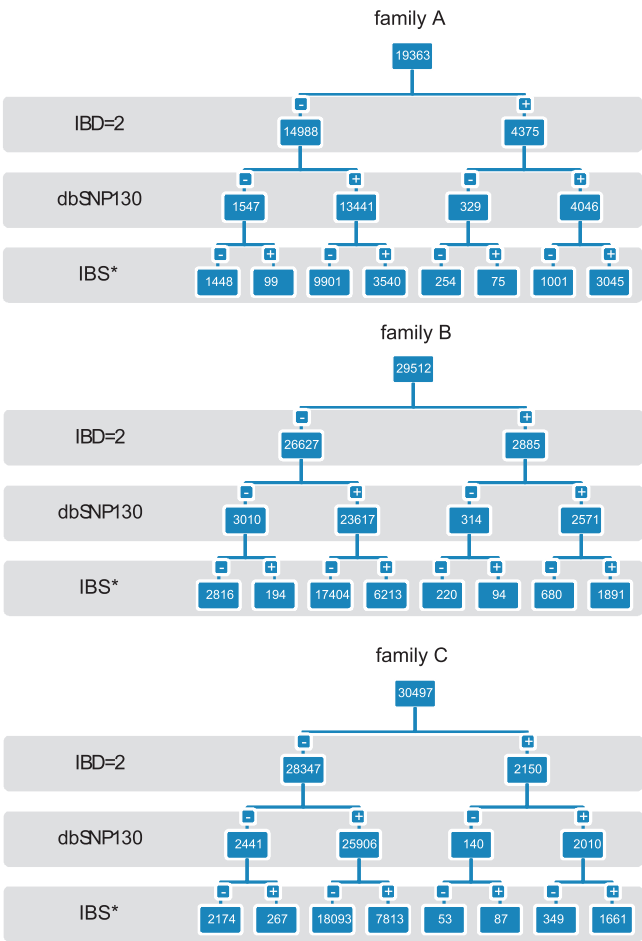 family A
19363
- +
IBD=2
14988 4375
- + - +
dbSNP130
1547 13441 329 4046
- + - + - + - +
IBS*
1448 99 9901 3540 254 75 1001 3045
family B
29512
- +
IBD=2
26627 2885
- + - +
dbSNP130
3010 23617 314 2571
- + - + - + - +
IBS*
2816 194 17404 6213 220 94 680 1891
family C
30497
- +
IBD=2
28347 2150
- + - +
dbSNP130
2441 25906 140 2010
- + - + - + - +
IBS*
2174 267 18093 7813 53 87 349 1661